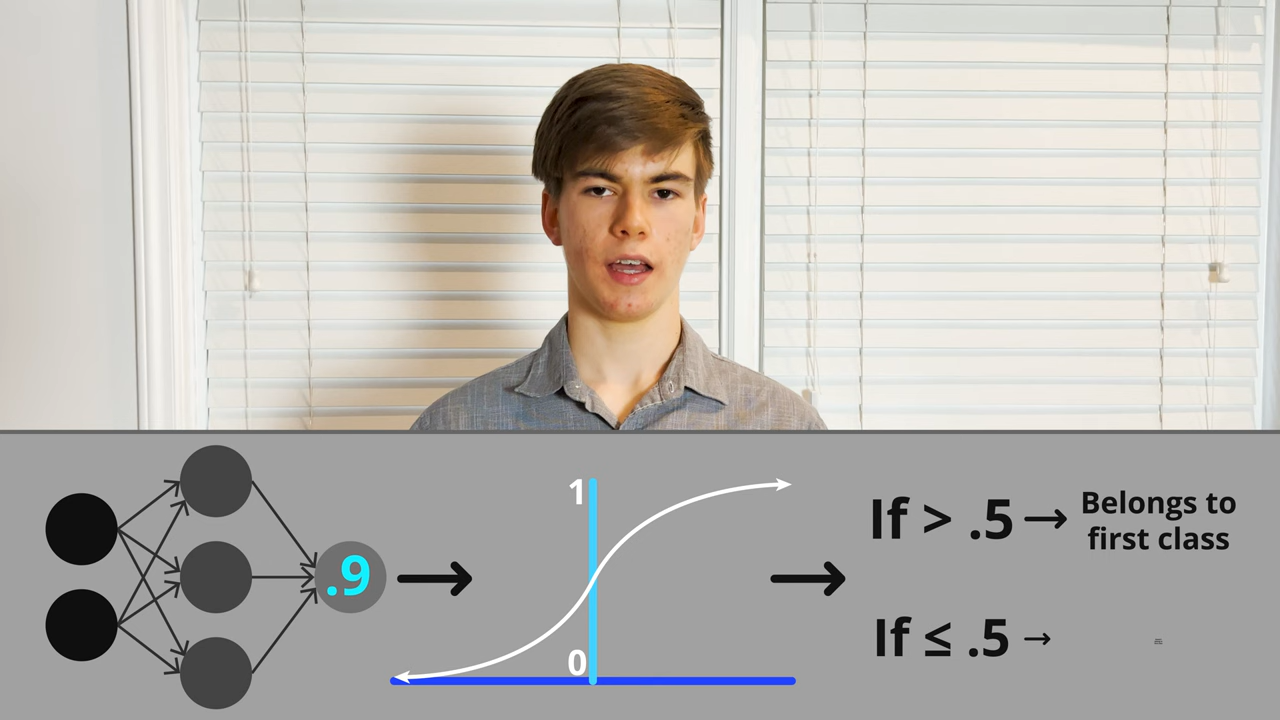 .9
1
0
If > .5 → Belongs to
first class
If ≤ .5 →